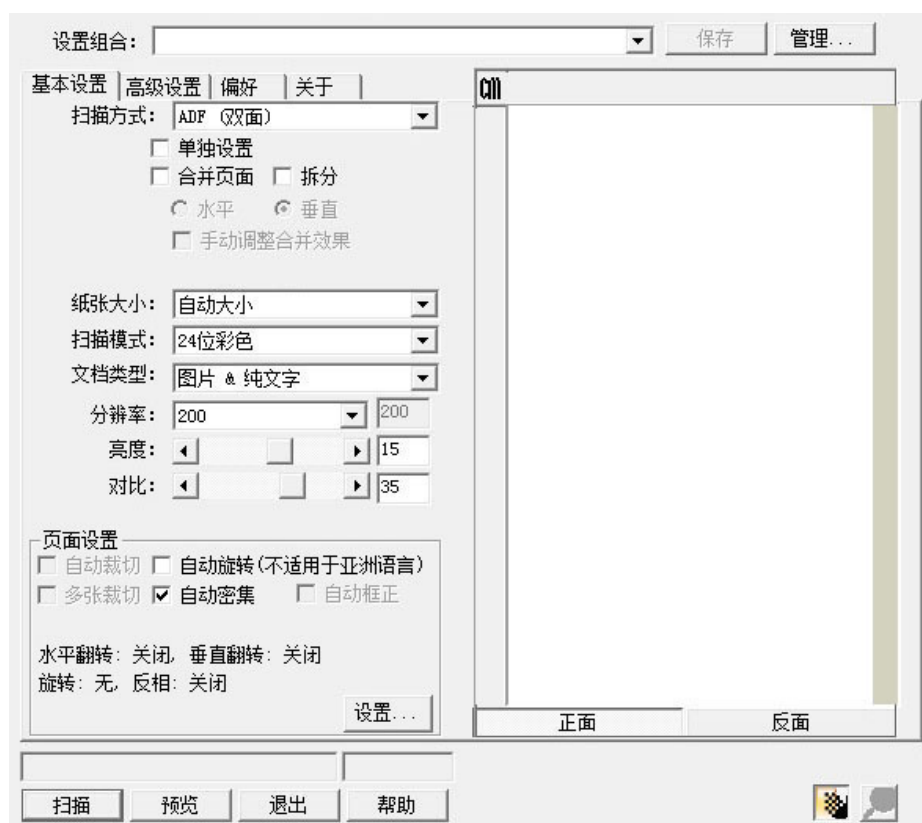 设置组合: 保存 管理...
基本设置 高级设置 偏好 关于
扫描方式: ADF (双面)
单独设置
合并页面 拆分
水平 垂直
手动调整合并效果
纸张大小: 自动大小
扫描模式: 24位彩色
文档类型: 图片 & 纯文字
分辨率: 200 200
亮度: 15
对比: 35
页面设置
自动裁切 自动旋转(不适用于亚洲语言)
多张裁切 自动密集 自动框正
水平翻转: 关闭, 垂直翻转: 关闭
旋转: 无, 反相: 关闭
设置...
cm
正面 反面
扫描 预览 退出 帮助